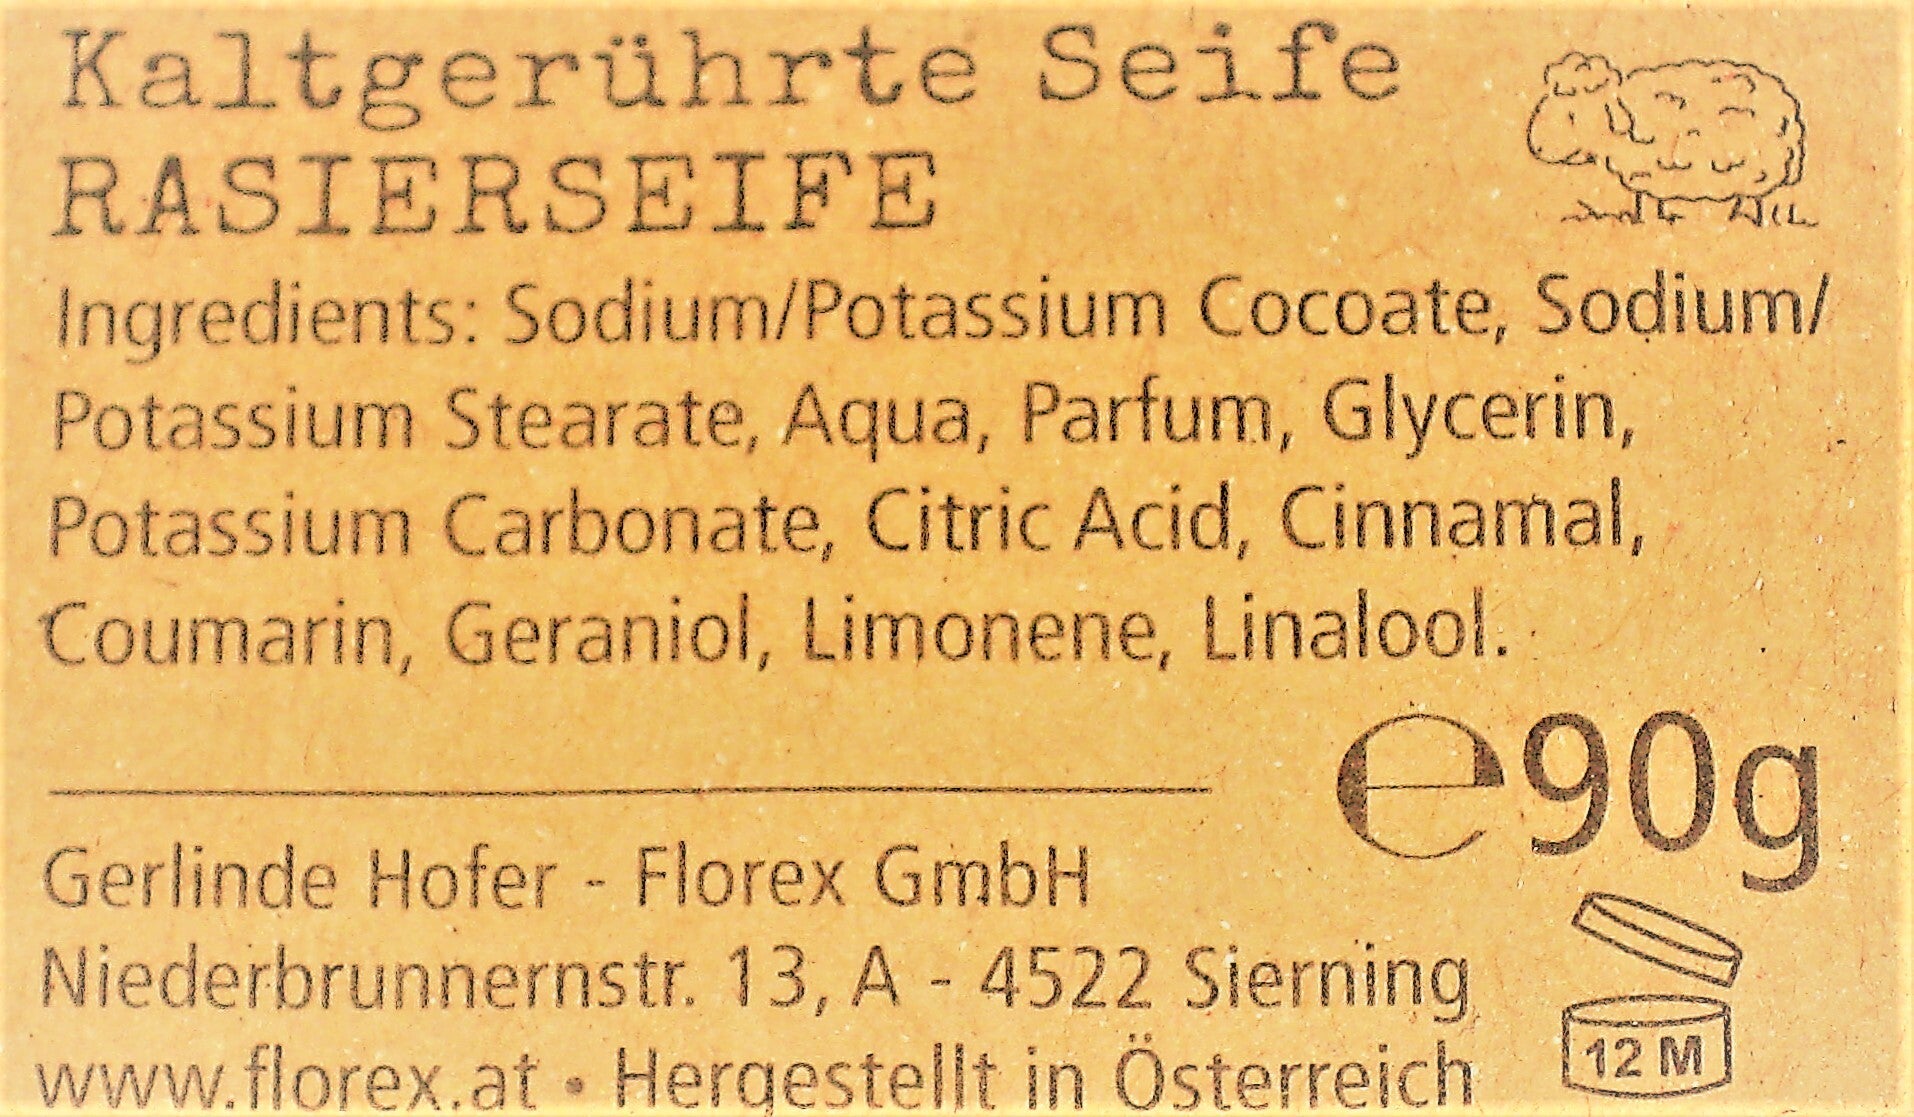 Kaltgerührte Seife
RASIERSEIFE
Ingredients: Sodium/Potassium Cocoate, Sodium/
Potassium Stearate, Aqua, Parfum, Glycerin,
Potassium Carbonate, Citric Acid, Cinnamal,
Coumarin, Geraniol, Limonene, Linalool.
℮90g
Gerlinde Hofer - Florex GmbH
Niederbrunnernstr. 13, A - 4522 Sierning
www.florex.at • Hergestellt in Österreich
12 M